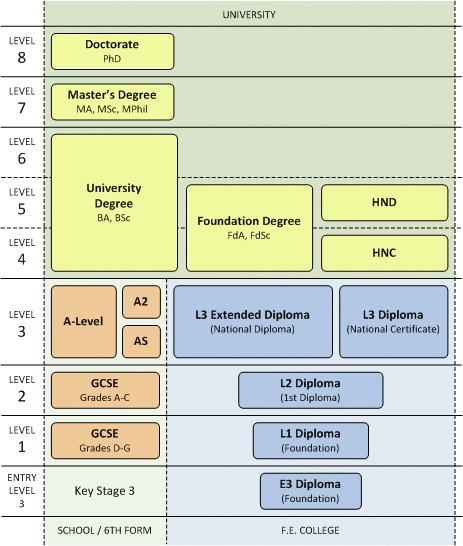 UNIVERSITY
LEVEL
8
Doctorate
PhD
LEVEL
7
Master's Degree
MA, MSc, MPhil
LEVEL
6
University
Degree
BA, BSc
LEVEL
5
Foundation Degree
FdA, FdSc
HND
LEVEL
4
HNC
LEVEL
3
A-Level
A2
AS
L3 Extended Diploma
(National Diploma)
L3 Diploma
(National Certificate)
LEVEL
2
GCSE
Grades A-C
L2 Diploma
(1st Diploma)
LEVEL
1
GCSE
Grades D-G
L1 Diploma
(Foundation)
ENTRY
LEVEL
3
Key Stage 3
E3 Diploma
(Foundation)
SCHOOL / 6TH FORM
F.E. COLLEGE